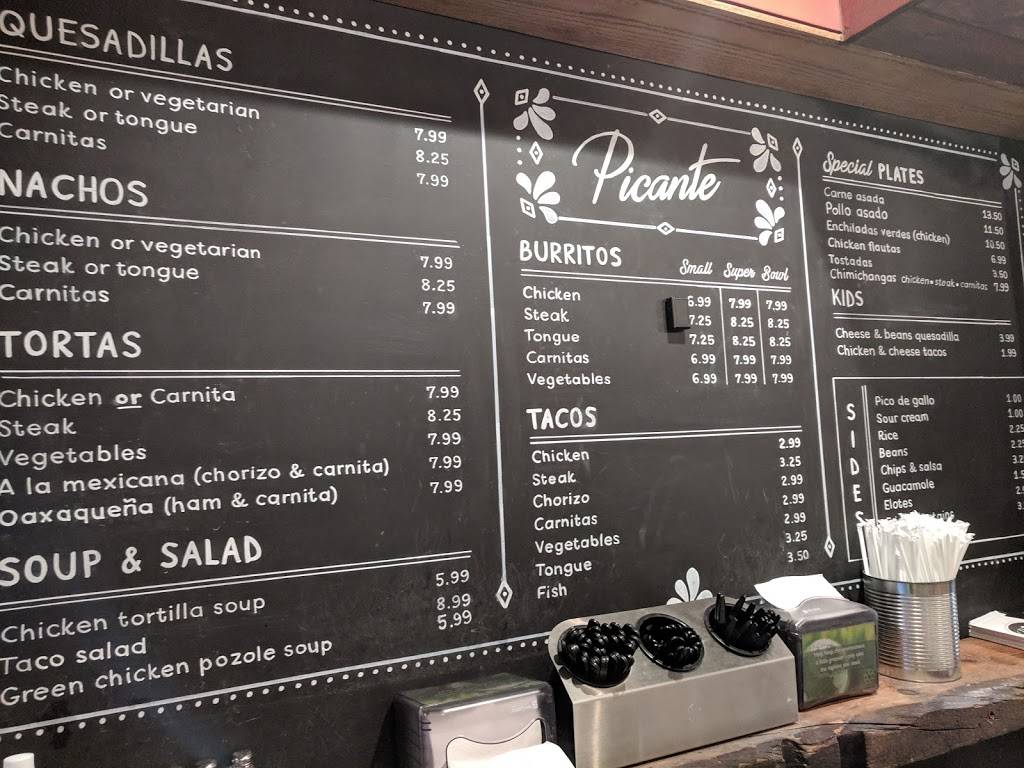 QUESADILLAS
Chicken or vegetarian 7.99
Steak or tongue 8.25
Carnitas 7.99
NACHOS
Chicken or vegetarian 7.99
Steak or tongue 8.25
Carnitas 7.99
TORTAS
Chicken or Carnita 7.99
Steak 8.25
Vegetables 7.99
A la mexicana (chorizo & carnita) 7.99
Oaxaqueña (ham & carnita) 7.99
SOUP & SALAD
Chicken tortilla soup 5.99
Taco salad 8.99
Green chicken pozole soup 5.99
Picante
BURRITOS Small Super Bowl
Chicken 6.99 7.99 7.99
Steak 7.25 8.25 8.25
Tongue 7.25 8.25 8.25
Carnitas 6.99 7.99 7.99
Vegetables 6.99 7.99 7.99
TACOS
Chicken 2.99
Steak 3.25
Chorizo 2.99
Carnitas 2.99
Vegetables 2.99
Tongue 3.25
Fish 3.50
Special PLATES
Carne asada 13.50
Pollo asado 11.50
Enchiladas verdes (chicken) 10.50
Chicken flautas 6.99
Tostadas 3.50
Chimichangas chicken • steak • carnitas 7.99
KIDS
Cheese & beans quesadilla 3.99
Chicken & cheese tacos 1.99
SIDES
Pico de gallo 1.00
Sour cream 1.00
Rice 2.25
Beans 2.25
Chips & salsa
Guacamole
Elotes